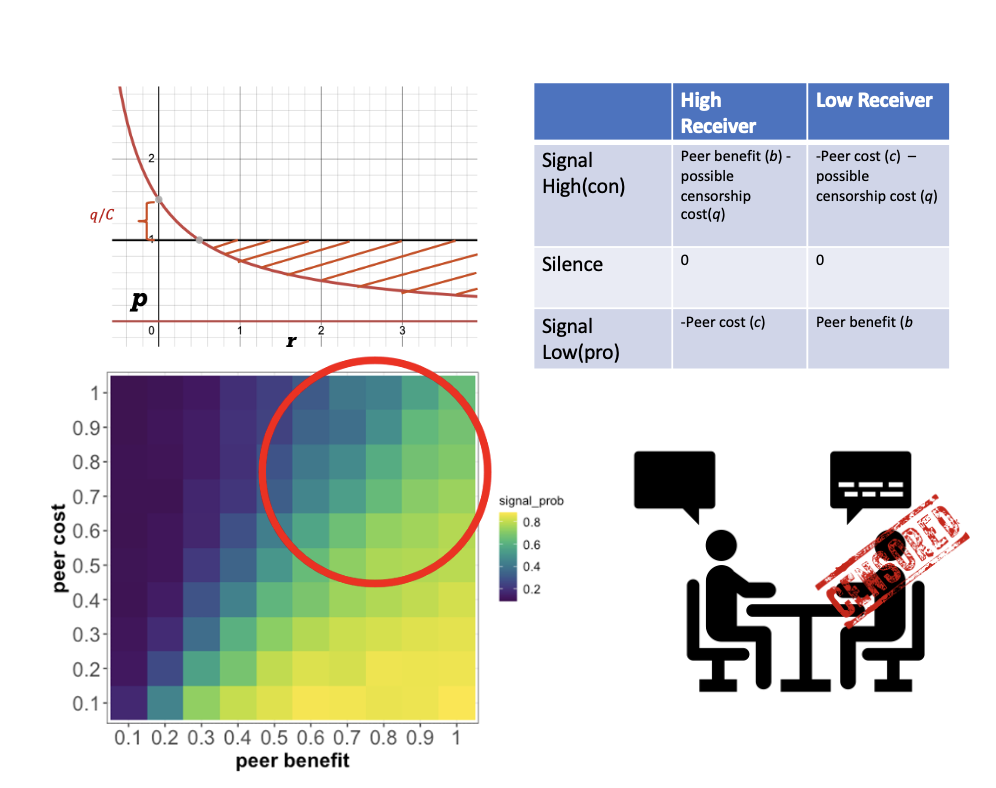 2
q/C
1
p
0
1
2
3
r
High
Receiver
Low Receiver
Signal
High(con)
Peer benefit (b) -
possible
censorship
cost(q)
-Peer cost (c) –
possible
censorship cost (q)
Silence
0
0
Signal
Low(pro)
-Peer cost (c)
Peer benefit (b
peer cost
1
0.9
0.8
0.7
0.6
0.5
0.4
0.3
0.2
0.1
0.1 0.2 0.3 0.4 0.5 0.6 0.7 0.8 0.9 1
peer benefit
signal_prob
0.8
0.6
0.4
0.2
CENSORED